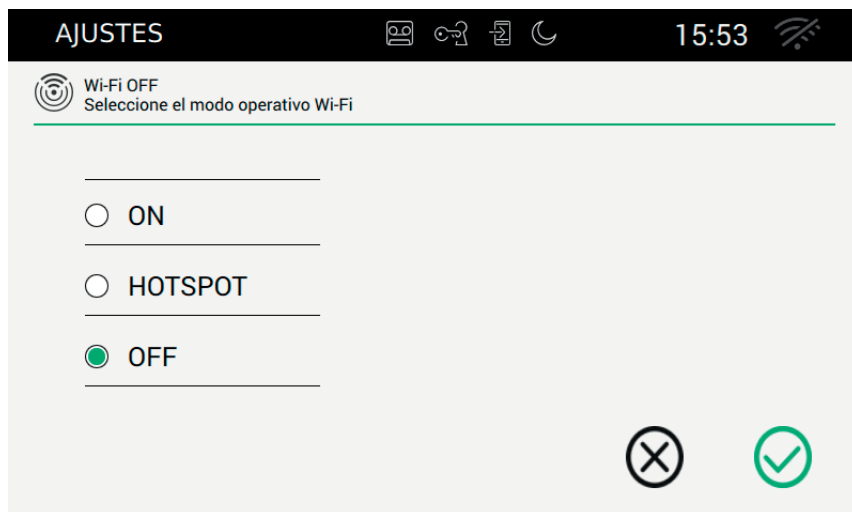 AJUSTES
15:53
Wi-Fi OFF
Seleccione el modo operativo Wi-Fi
ON
HOTSPOT
OFF